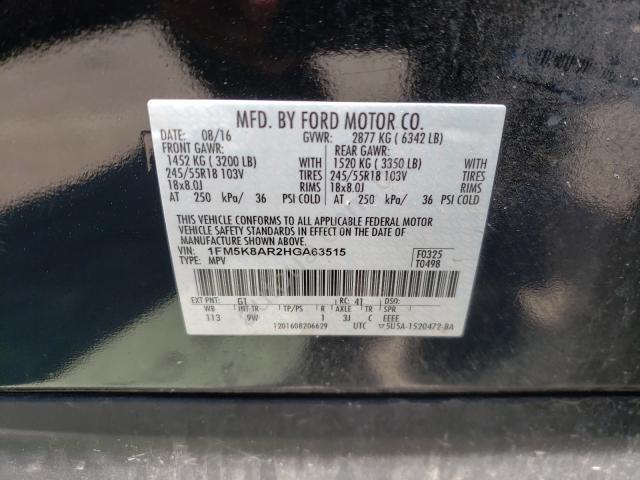 MFD. BY FORD MOTOR CO.
DATE: 08/16 GVWR: 2877 KG ( 6342 LB)
FRONT GAWR: REAR GAWR:
1452 KG ( 3200 LB) WITH 1520 KG ( 3350 LB) WITH
245/55R18 103V TIRES 245/55R18 103V TIRES
18x8.0J RIMS 18x8.0J RIMS
AT 250 kPa/ 36 PSI COLD AT 250 kPa/ 36 PSI COLD
THIS VEHICLE CONFORMS TO ALL APPLICABLE FEDERAL MOTOR
VEHICLE SAFETY STANDARDS IN EFFECT ON THE DATE OF
MANUFACTURE SHOWN ABOVE.
VIN: 1FM5K8AR2HGA63515 F0325
TYPE: MPV T0498
EXT PNT: G1 RC: 41 DSO:
WB INT TR TP/PS R AXLE TR SPR
113 9W 1 3J C EEEE
1201608206629 UTC 5U5A-1520472-BA